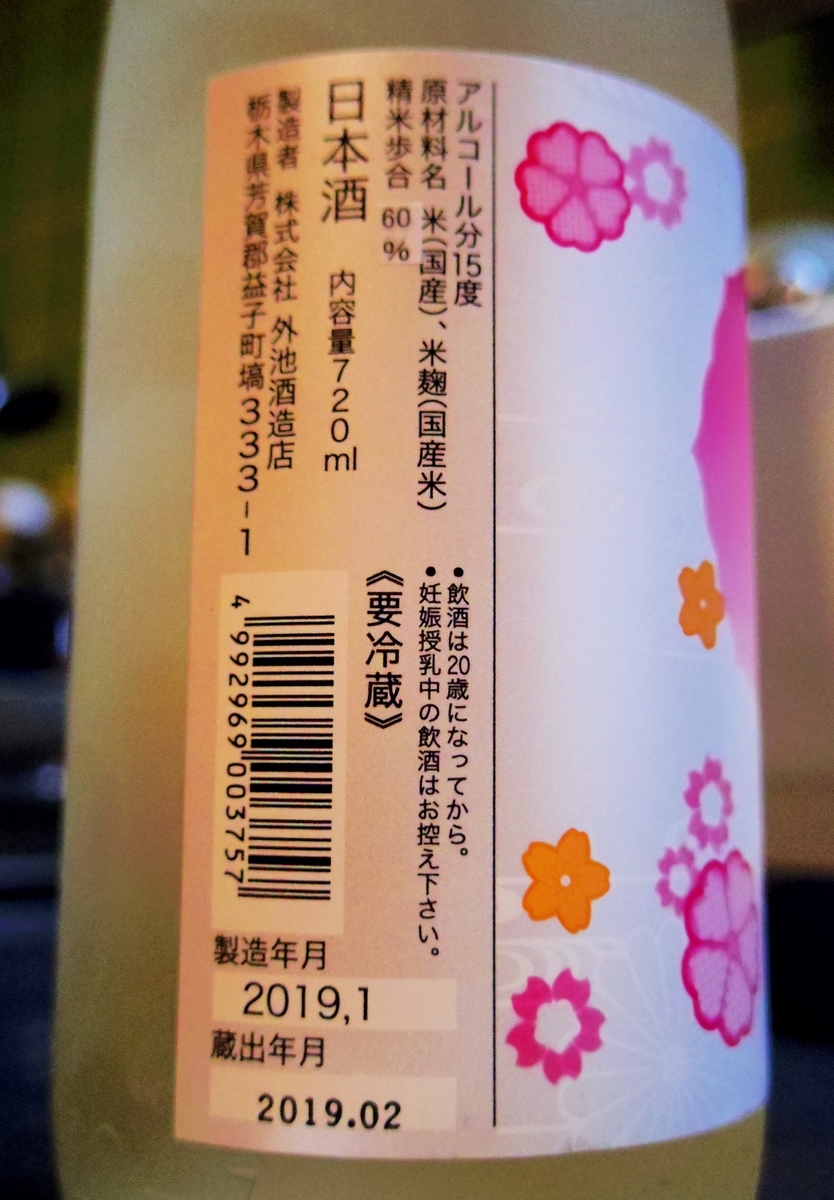 アルコール分15度
原材料名 米(国産)、米麹(国産米)
精米歩合 60%
日本酒 内容量720ml
製造者 株式会社 外池酒造店
栃木県芳賀郡益子町塙333-1
●飲酒は20歳になってから。
●妊娠授乳中の飲酒はお控え下さい。
《要冷蔵》
4992969003757
製造年月
2019,1
蔵出年月
2019.02